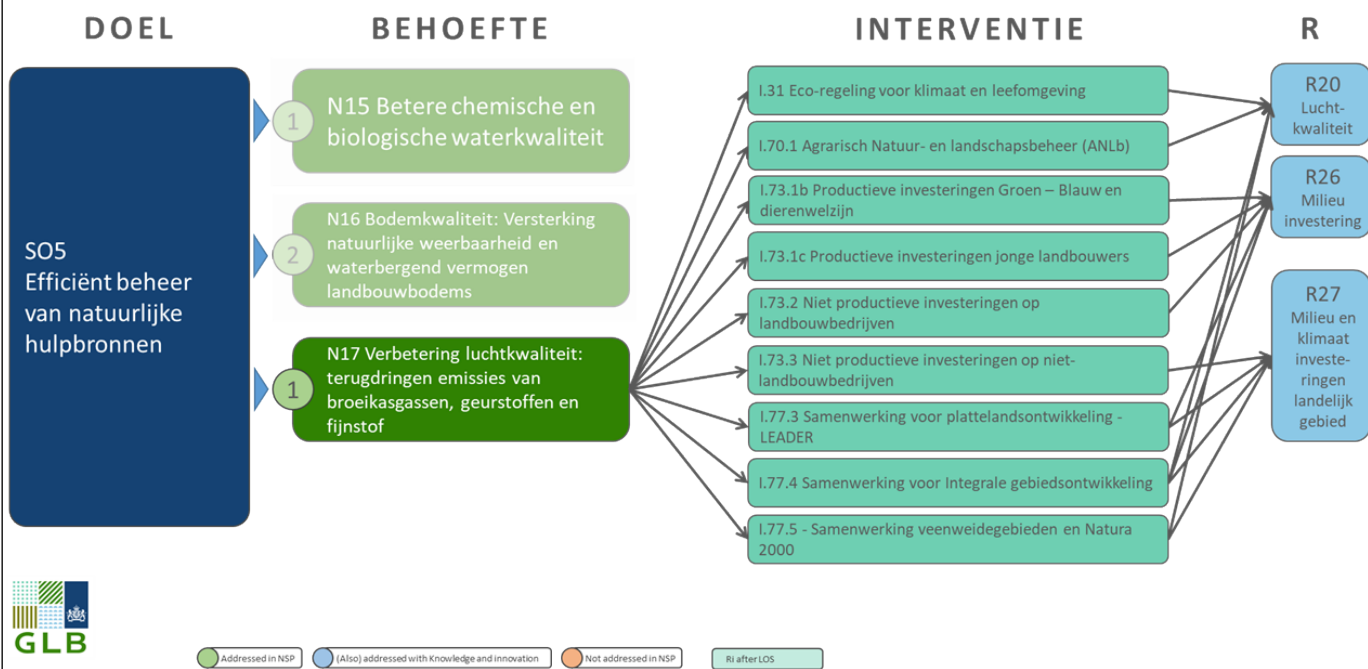 DOEL
BEHOEFTE
INTERVENTIE
R
SO5
Efficiënt beheer
van natuurlijke
hulpbronnen
1
N15 Betere chemische en
biologische waterkwaliteit
2
N16 Bodemkwaliteit: Versterking
natuurlijke weerbaarheid en
waterbergend vermogen
landbouwbodems
1
N17 Verbetering luchtkwaliteit:
terugdringen emissies van
broeikasgassen, geurstoffen en
fijnstof
I.31 Eco-regeling voor klimaat en leefomgeving
I.70.1 Agrarisch Natuur- en landschapsbeheer (ANLb)
I.73.1b Productieve investeringen Groen – Blauw en
dierenwelzijn
I.73.1c Productieve investeringen jonge landbouwers
I.73.2 Niet productieve investeringen op
landbouwbedrijven
I.73.3 Niet productieve investeringen op niet-
landbouwbedrijven
I.77.3 Samenwerking voor plattelandsontwikkeling -
LEADER
I.77.4 Samenwerking voor Integrale gebiedsontwikkeling
I.77.5 - Samenwerking veenweidegebieden en Natura
2000
R20
Lucht-
kwaliteit
R26
Milieu
investering
R27
Milieu en
klimaat
investe-
ringen
landelijk
gebied
GLB
Addressed in NSP
(Also) addressed with Knowledge and innovation
Not addressed in NSP
Ri after LOS